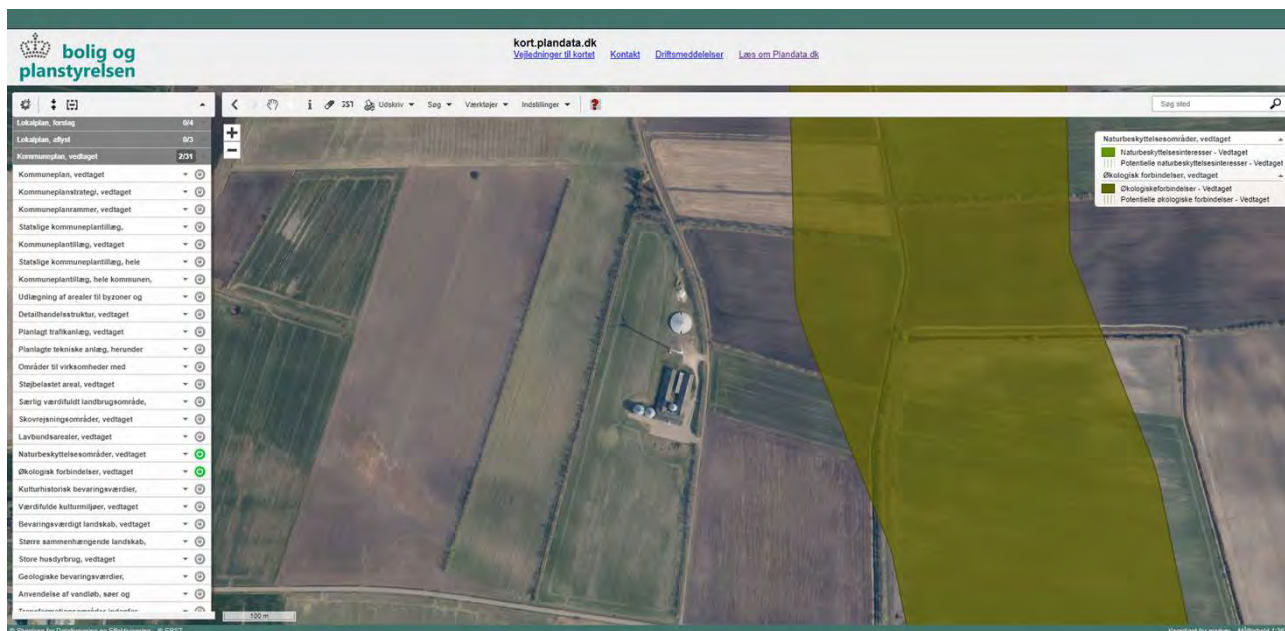 bolig og
planstyrelsen
kort.plandata.dk
Vejledninger til kortet Kontakt Driftsmeddelelser Læs om Plandata.dk
i Udskriv Søg Værktøjer Indstillinger ?
Søg sted
Lokalplan, forslag 0/4
Lokalplan, aflyst 0/3
Kommuneplan, vedtaget 2/31
Kommuneplan, vedtaget
Kommuneplanstrategi, vedtaget
Kommuneplanrammer, vedtaget
Statslige kommuneplantillæg,
Kommuneplantillæg, vedtaget
Statslige kommuneplantillæg, hele
Kommuneplantillæg, hele kommunen,
Udlægning af arealer til byzoner og
Detailhandelsstruktur, vedtaget
Planlagt trafikanlæg, vedtaget
Planlagte tekniske anlæg, herunder
Områder til virksomheder med
Støjbelastet areal, vedtaget
Særlig værdifuldt landbrugsområde,
Skovrejsningsområder, vedtaget
Lavbundsarealer, vedtaget
Naturbeskyttelsesområder, vedtaget
Økologisk forbindelser, vedtaget
Kulturhistorisk bevaringsværdier,
Værdifulde kulturmiljøer, vedtaget
Bevaringsværdigt landskab, vedtaget
Større sammenhængende landskab,
Store husdyrbrug, vedtaget
Geologiske bevaringsværdier,
Anvendelse af vandløb, søer og
Naturbeskyttelsesområder, vedtaget
Naturbeskyttelsesinteresser - Vedtaget
Potentielle naturbeskyttelsesinteresser - Vedtaget
Økologisk forbindelser, vedtaget
Økologiskeforbindelser - Vedtaget
Potentielle økologiske forbindelser - Vedtaget
100 m